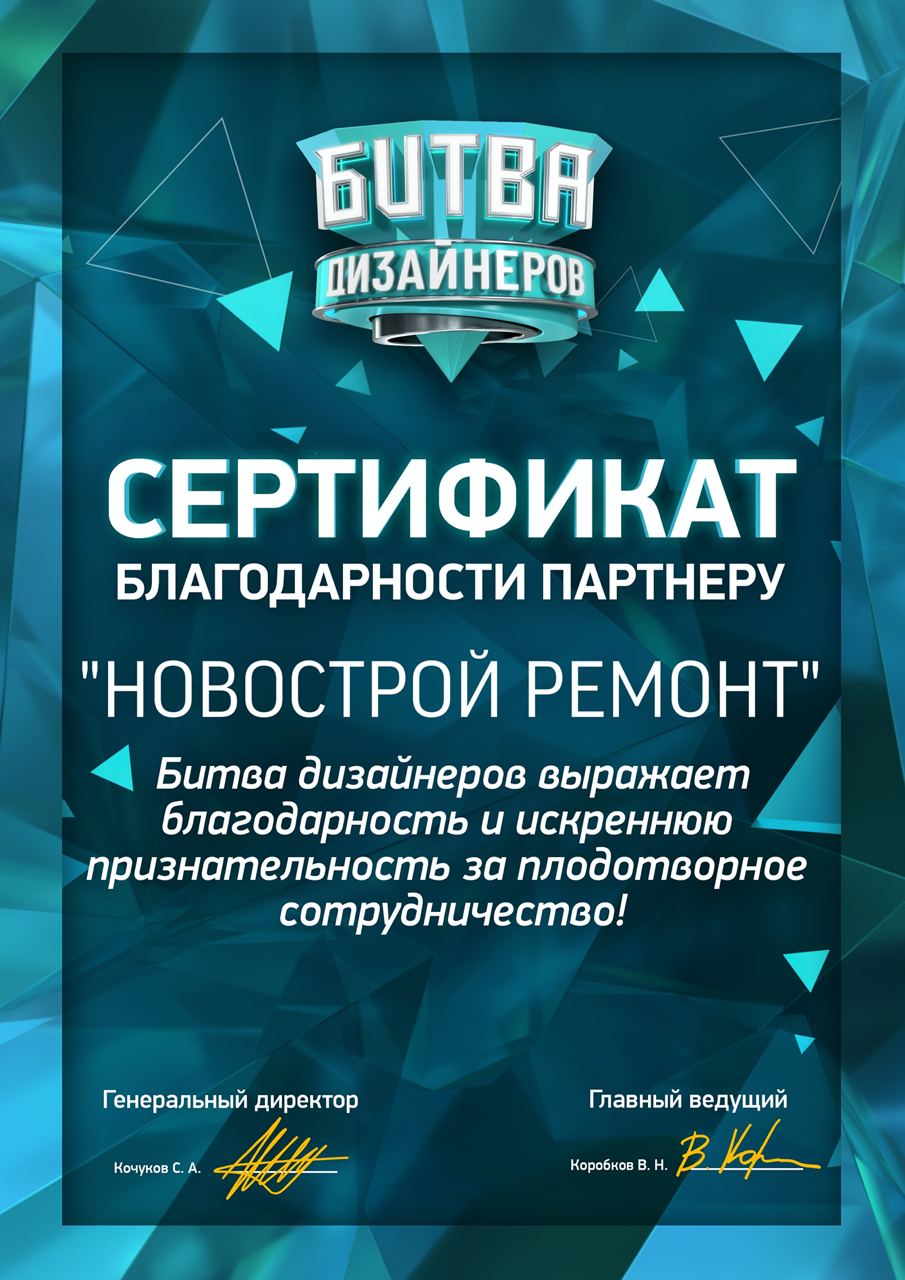 БИТВА
ДИЗАЙНЕРОВ
СЕРТИФИКАТ
БЛАГОДАРНОСТИ ПАРТНЕРУ
"НОВОСТРОЙ РЕМОНТ"
Битва дизайнеров выражает
благодарность и искреннюю
признательность за плодотворное
сотрудничество!
Генеральный директор
Кочуков С. А.
Главный ведущий
Коробков В. Н.